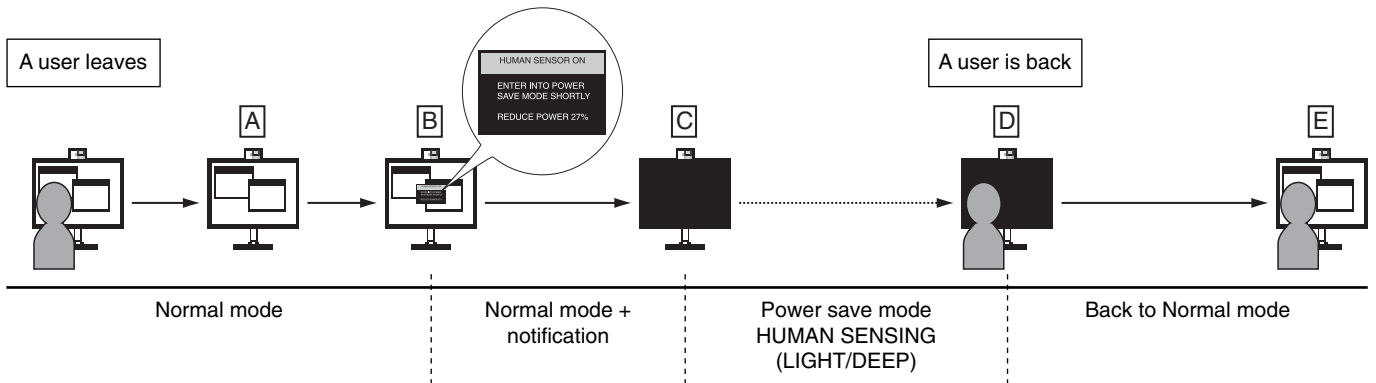 A user leaves
HUMAN SENSOR ON
ENTER INTO POWER
SAVE MODE SHORTLY
REDUCE POWER 27%
A user is back
A
B
C
D
E
Normal mode
Normal mode +
notification
Power save mode
HUMAN SENSING
(LIGHT/DEEP)
Back to Normal mode